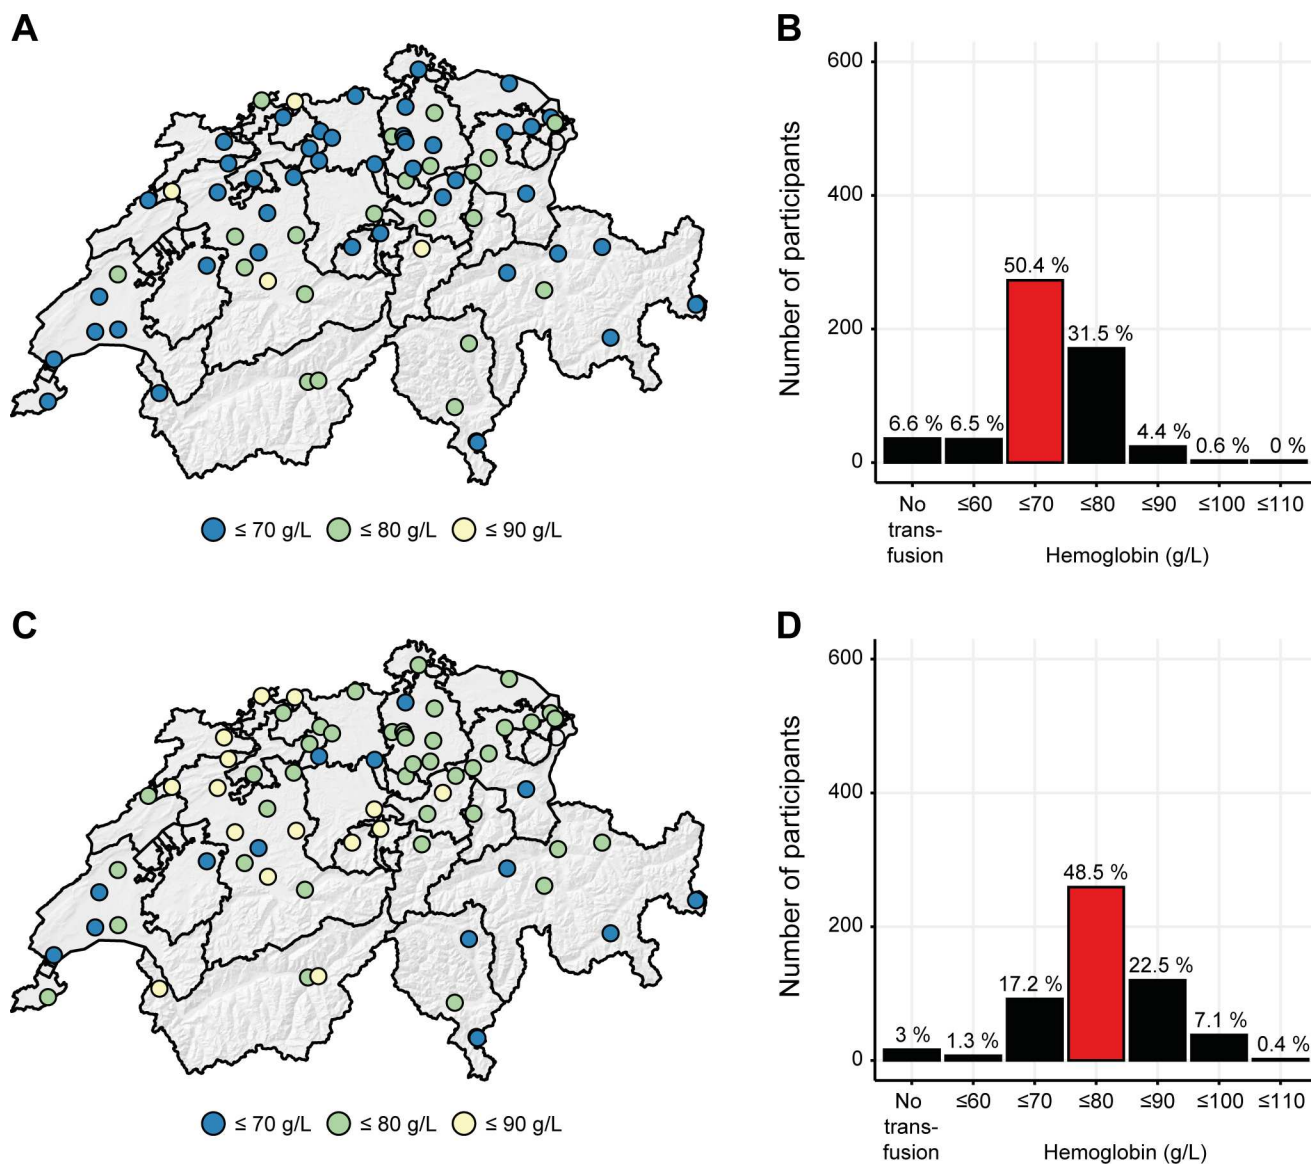 A
B
Number of participants
600
400
200
0
6.6 %
6.5 %
50.4 %
31.5 %
4.4 %
0.6 %
0 %
No
trans-
fusion
≤60
≤70
≤80
≤90
≤100
≤110
Hemoglobin (g/L)
≤ 70 g/L
≤ 80 g/L
≤ 90 g/L
C
D
Number of participants
600
400
200
0
3 %
1.3 %
17.2 %
48.5 %
22.5 %
7.1 %
0.4 %
No
trans-
fusion
≤60
≤70
≤80
≤90
≤100
≤110
Hemoglobin (g/L)
≤ 70 g/L
≤ 80 g/L
≤ 90 g/L